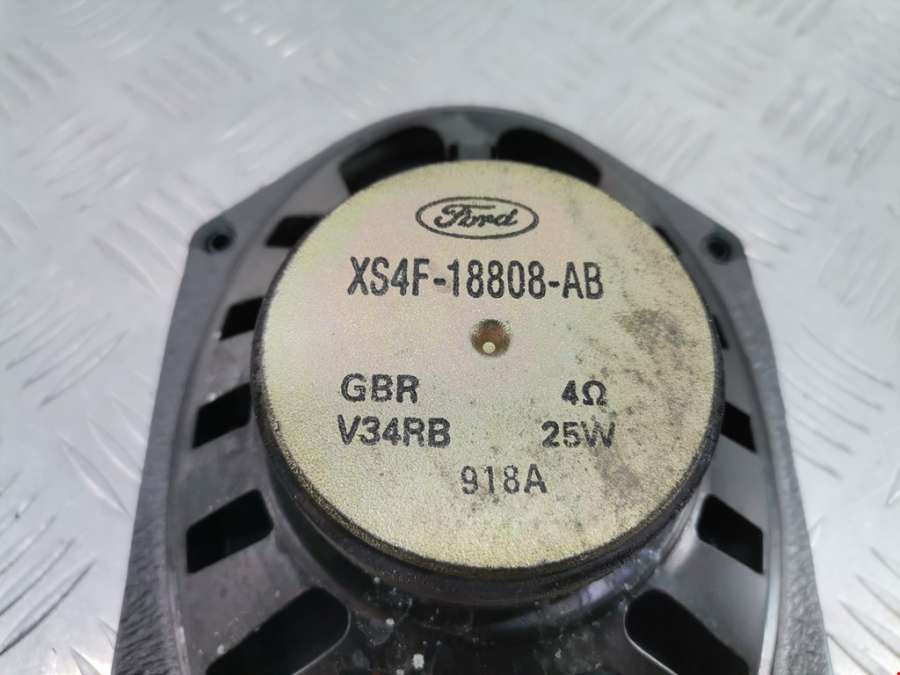 Ford
XS4F-18808-AB
GBR 4Ω
V34RB 25W
918A